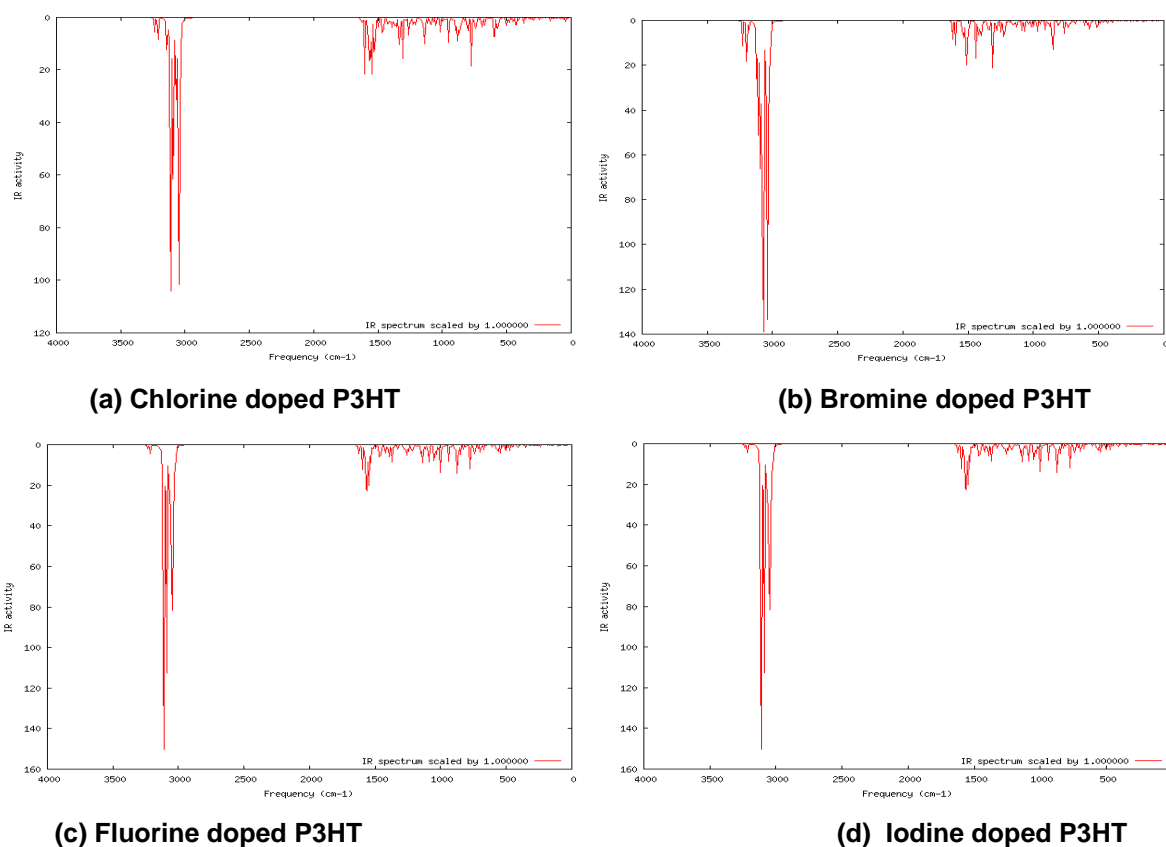 0
20
40
60
80
100
120
IR activity
IR spectrum scaled by 1.000000
4000 3500 3000 2500 2000 1500 1000 500 0
Frequency (cm-1)
(a) Chlorine doped P3HT
0
20
40
60
80
100
120
140
IR activity
IR spectrum scaled by 1.000000
4000 3500 3000 2500 2000 1500 1000 500 0
Frequency (cm-1)
(b) Bromine doped P3HT
0
20
40
60
80
100
120
140
160
IR activity
IR spectrum scaled by 1.000000
4000 3500 3000 2500 2000 1500 1000 500 0
Frequency (cm-1)
(c) Fluorine doped P3HT
0
20
40
60
80
100
120
140
160
IR activity
IR spectrum scaled by 1.000000
4000 3500 3000 2500 2000 1500 1000 500
Frequency (cm-1)
(d) Iodine doped P3HT